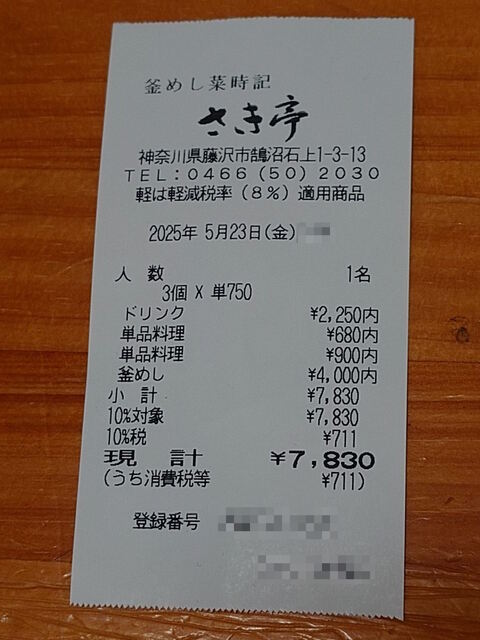 釜めし菜時記
さき亭
神奈川県藤沢市鵠沼石上1-3-13
TEL:0466(50)2030
軽は軽減税率(8%)適用商品
2025年 5月23日(金)
人 数 1名
3個 X 単750
ドリンク ¥2,250内
単品料理 ¥680内
単品料理 ¥900内
釜めし ¥4,000内
小 計 ¥7,830
10%対象 ¥7,830
10%税 ¥711
現 計 ¥7,830
(うち消費税等 ¥711)
登録番号